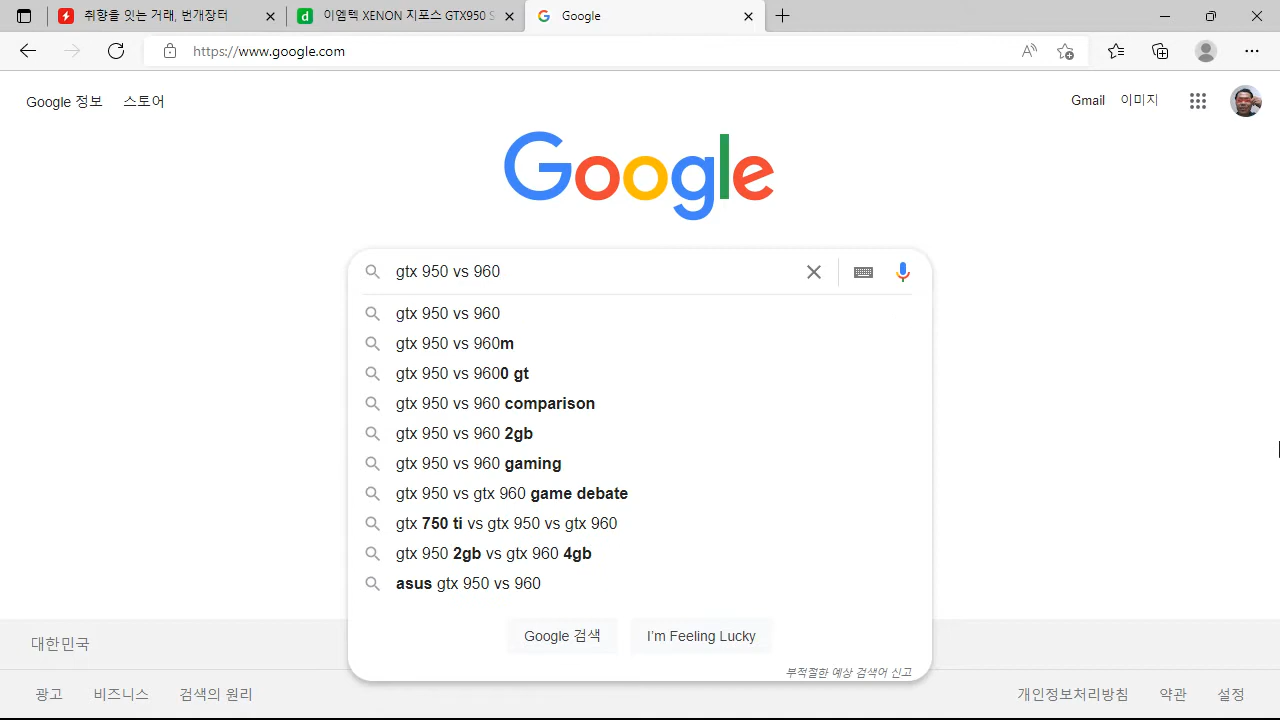 취향을 잇는 거래, 번개장터
이엠텍 XENON 지포스 GTX950 S
Google
https://www.google.com
Google 정보
스토어
Gmail
이미지
Google
gtx 950 vs 960
gtx 950 vs 960
gtx 950 vs 960m
gtx 950 vs 9600 gt
gtx 950 vs 960 comparison
gtx 950 vs 960 2gb
gtx 950 vs 960 gaming
gtx 950 vs gtx 960 game debate
gtx 750 ti vs gtx 950 vs gtx 960
gtx 950 2gb vs gtx 960 4gb
asus gtx 950 vs 960
Google 검색
I'm Feeling Lucky
부적절한 예상 검색어 신고
대한민국
광고
비즈니스
검색의 원리
개인정보처리방침
약관
설정